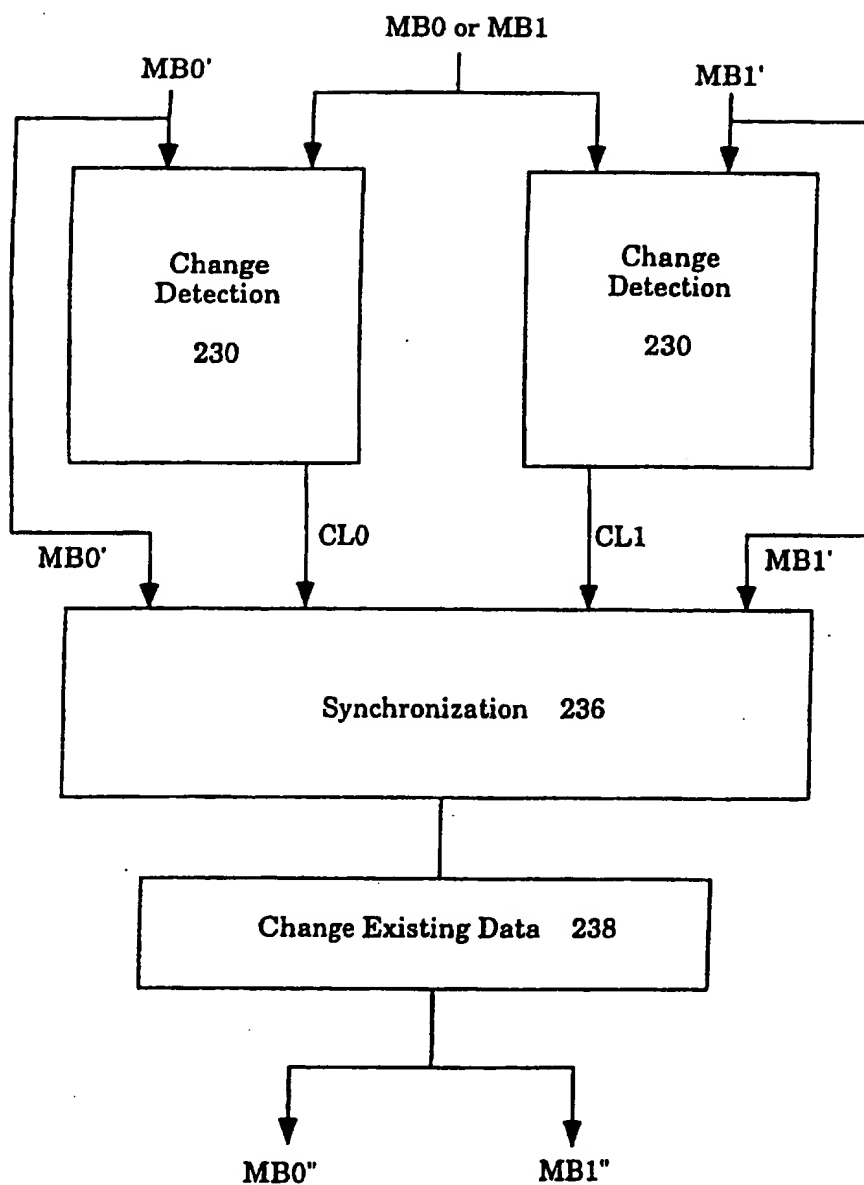 MB0 or MB1
MB0'
MB1'
Change
Detection
230
Change
Detection
230
CL0
CL1
MB0'
MB1'
Synchronization 236
Change Existing Data 238
MB0"
MB1"